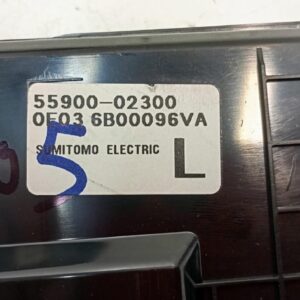 55900-02300
0E03 6B00096VA
SUMITOMO ELECTRIC
L
5